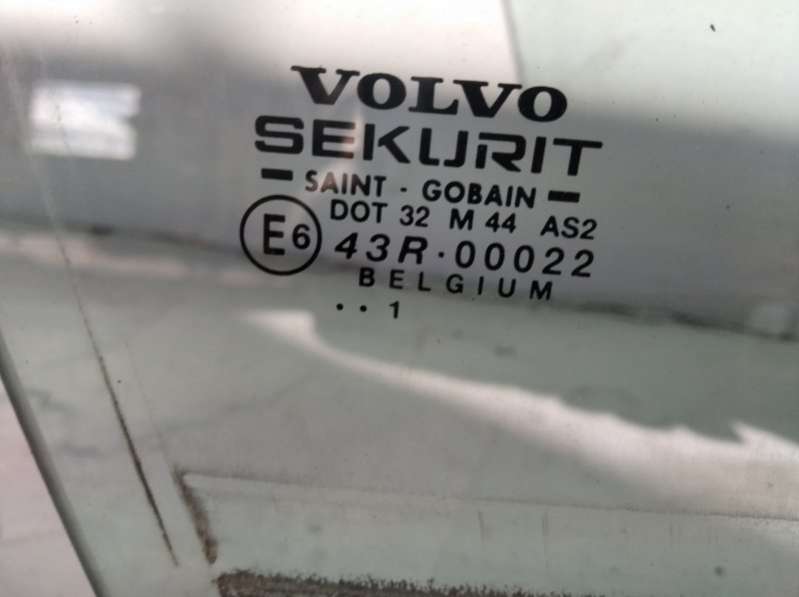 VOLVO
SEKURIT
- SAINT - GOBAIN -
DOT 32 M 44 AS2
E6 43R·00022
BELGIUM
•• 1